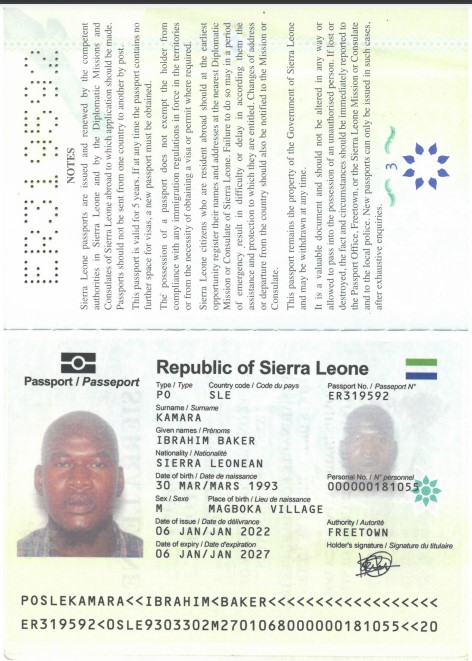 NOTES
Sierra Leone passports are issued and renewed by the competent
authorities in Sierra Leone and by the Diplomatic Missions and
Consulates of Sierra Leone abroad to which application should be made.
Passports should not be sent from one country to another by post.
This passport is valid for 5 years. If at any time the passport contains no
further space for visas, a new passport must be obtained.
The possession of a passport does not exempt the holder from
compliance with any immigration regulations in force in the territories
or from the necessity of obtaining a visa or permit where required.
Sierra Leone citizens who are resident abroad should at the earliest
opportunity register their names and addresses at the nearest Diplomatic
Mission or Consulate of Sierra Leone. Failure to do so may in a period
of emergency result in difficulty or delay in according them the
assistance and protection to which they are entitled. Changes of address
or departure from the country should also be notified to the Mission or
Consulate.
This passport remains the property of the Government of Sierra Leone
and may be withdrawn at any time.
It is a valuable document and should not be altered in any way or
allowed to pass into the possession of an unauthorised person. If lost or
destroyed, the fact and circumstances should be immediately reported to
the Passport Office, Freetown, or the Sierra Leone Mission or Consulate
and to the local police. New passports can only be issued in such cases,
after exhaustive enquiries.
3
Republic of Sierra Leone
Passport / Passeport
Type / Type Country code / Code du pays Passport No. / Passeport N°
PO SLE ER319592
Surname / Surname
KAMARA
Given names / Prénoms
IBRAHIM BAKER
Nationality / Nationalité
SIERRA LEONEAN
Date of birth / Date de naissance Personal No. / N° personnel
30 MAR/MARS 1993 000000181055
Sex / Sexe Place of birth / Lieu de naissance
M MAGBOKA VILLAGE
Date of issue / Date de délivrance Authority / Autorité
06 JAN/JAN 2022 FREETOWN
Date of expiry / Date d'expiration Holder's signature / Signature du titulaire
06 JAN/JAN 2027
POSLEKAMARA<<IBRAHIM<BAKER<<<<<<<<<<<<<<<<<<
ER319592<0SLE9303302M2701068000000181055<<20